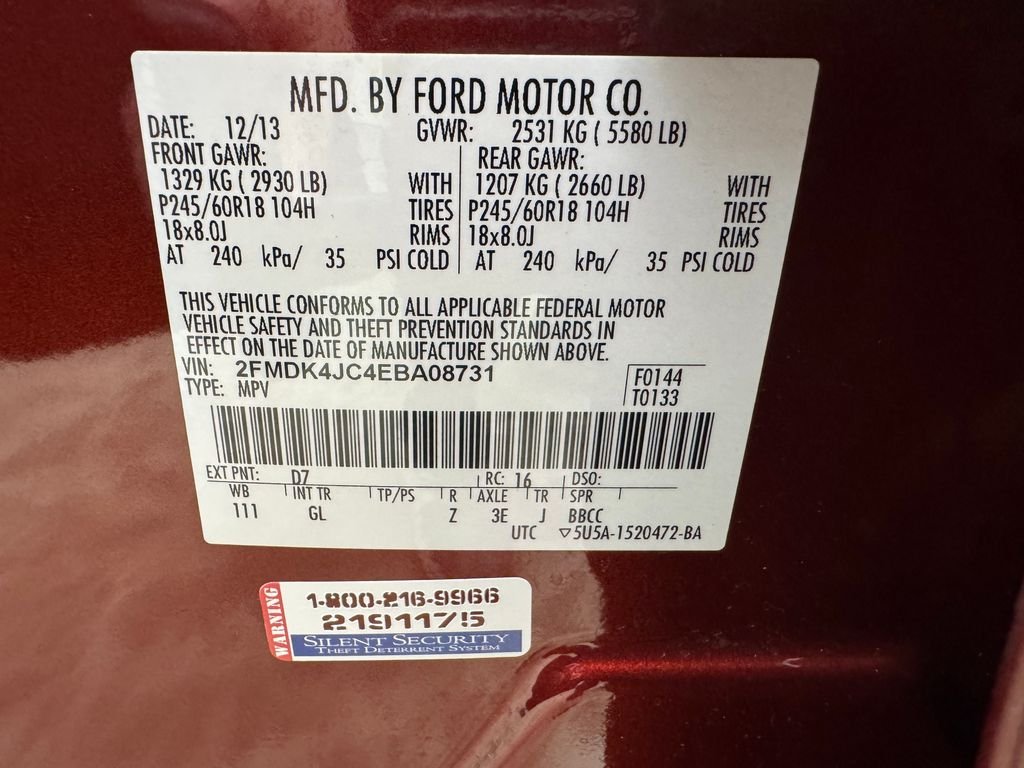 MFD. BY FORD MOTOR CO.
DATE: 12/13 GVWR: 2531 KG ( 5580 LB)
FRONT GAWR: REAR GAWR:
1329 KG ( 2930 LB) WITH 1207 KG ( 2660 LB) WITH
P245/60R18 104H TIRES P245/60R18 104H TIRES
18x8.0J RIMS 18x8.0J RIMS
AT 240 kPa/ 35 PSI COLD AT 240 kPa/ 35 PSI COLD
THIS VEHICLE CONFORMS TO ALL APPLICABLE FEDERAL MOTOR
VEHICLE SAFETY AND THEFT PREVENTION STANDARDS IN
EFFECT ON THE DATE OF MANUFACTURE SHOWN ABOVE.
VIN: 2FMDK4JC4EBA08731 F0144
TYPE: MPV T0133
EXT PNT: D7 RC: 16 DSO:
WB INT TR TP/PS R AXLE TR SPR
111 GL Z 3E J BBCC
UTC ▽5U5A-1520472-BA
WARNING
1-800-216-9966
2191175
SILENT SECURITY
THEFT DETERRENT SYSTEM